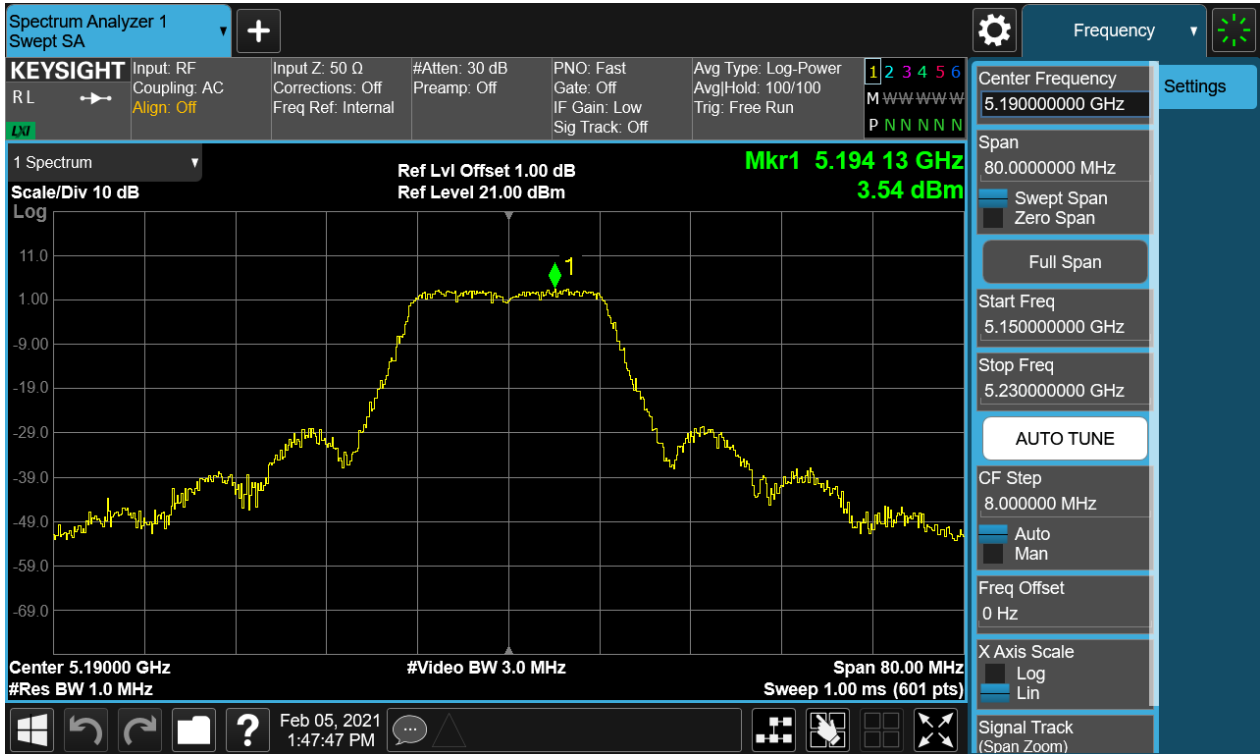 Spectrum Analyzer 1
Swept SA
+
Frequency
KEYSIGHT
R L
LXI
Input: RF
Coupling: AC
Align: Off
Input Z: 50 Ω
Corrections: Off
Freq Ref: Internal
#Atten: 30 dB
Preamp: Off
PNO: Fast
Gate: Off
IF Gain: Low
Sig Track: Off
Avg Type: Log-Power
Avg|Hold: 100/100
Trig: Free Run
1 2 3 4 5 6
M W W W W W
P N N N N N
1 Spectrum
Scale/Div 10 dB
Log
Ref Lvl Offset 1.00 dB
Ref Level 21.00 dBm
Mkr1 5.194 13 GHz
3.54 dBm
1
11.0
1.00
-9.00
-19.0
-29.0
-39.0
-49.0
-59.0
-69.0
Center 5.19000 GHz
#Res BW 1.0 MHz
#Video BW 3.0 MHz
Span 80.00 MHz
Sweep 1.00 ms (601 pts)
Center Frequency
5.190000000 GHz
Span
80.0000000 MHz
Swept Span
Zero Span
Full Span
Start Freq
5.150000000 GHz
Stop Freq
5.230000000 GHz
AUTO TUNE
CF Step
8.000000 MHz
Auto
Man
Freq Offset
0 Hz
X Axis Scale
Log
Lin
Signal Track
(Span Zoom)
Settings
?
Feb 05, 2021
1:47:47 PM